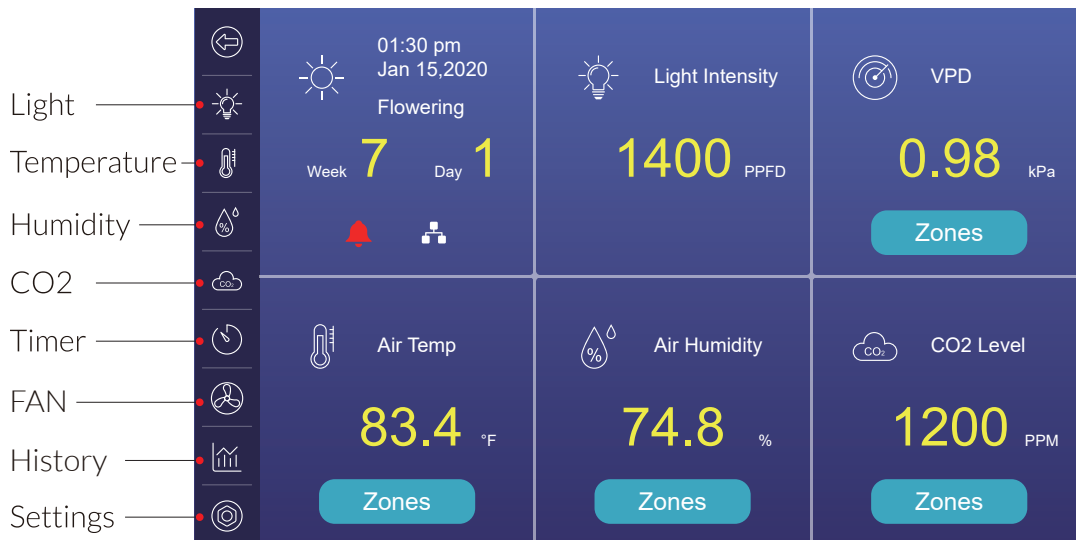 Light
Temperature
Humidity
CO2
Timer
FAN
History
Settings
%
CO₂
01:30 pm
Jan 15,2020
Flowering
Week 7 Day 1
Light Intensity
1400 PPFD
VPD
0.98 kPa
Zones
Air Temp
83.4 °F
Zones
%
Air Humidity
74.8 %
Zones
CO₂
CO2 Level
1200 PPM
Zones